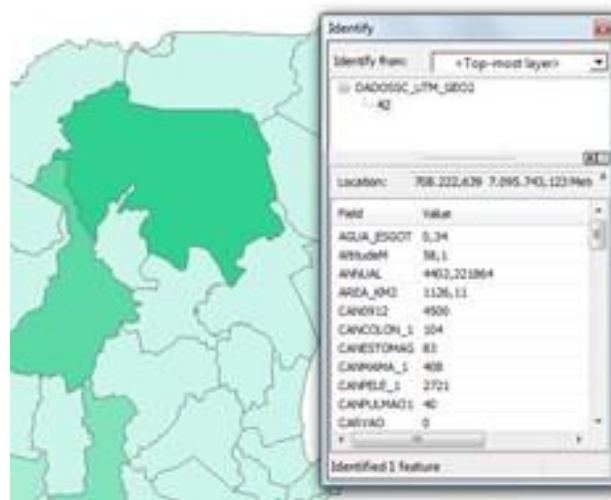 Identify
Identify from: <Top-most layer>
DADOSSC_UTM_GEO2
42
Location: 708.222,639 7.095.743,123 Met
Field Value
AGUA_ESGOT 0,34
AltitudeM 58,1
ANNUAL 4402,221864
AREA_KM2 1126,11
CAN0912 4500
CANCOLON_1 104
CANESTOMAG 83
CANMAMA_1 408
CANPELE_1 2721
CANPULMAO1 40
CARVAO 0
Identified 1 feature